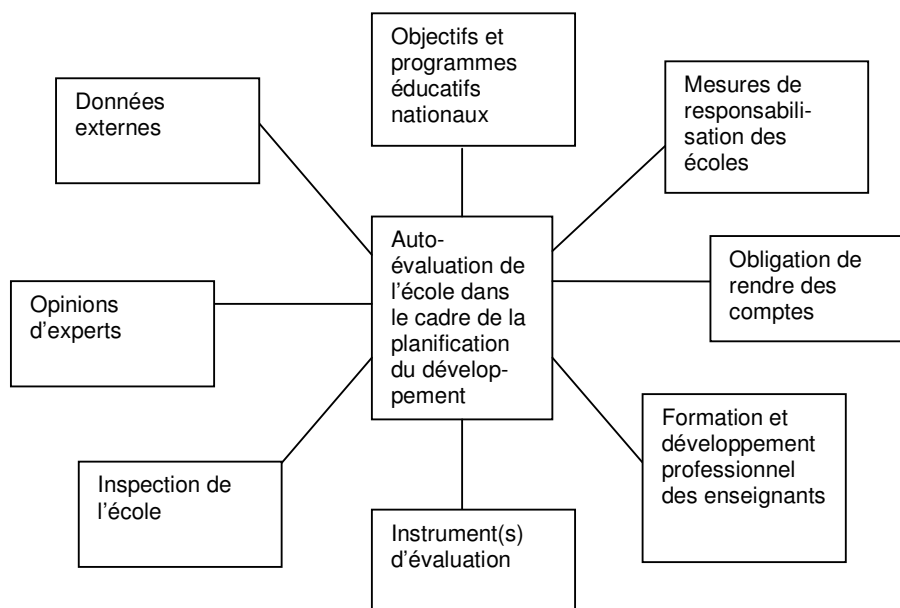 Objectifs et
programmes
éducatifs
nationaux
Données
externes
Mesures de
responsabili-
sation des
écoles
Auto-
évaluation de
l’école dans
le cadre de la
planification
du dévelop-
pement
Obligation de
rendre des
comptes
Opinions
d’experts
Formation et
développement
professionnel
des enseignants
Inspection de
l’école
Instrument(s)
d’évaluation